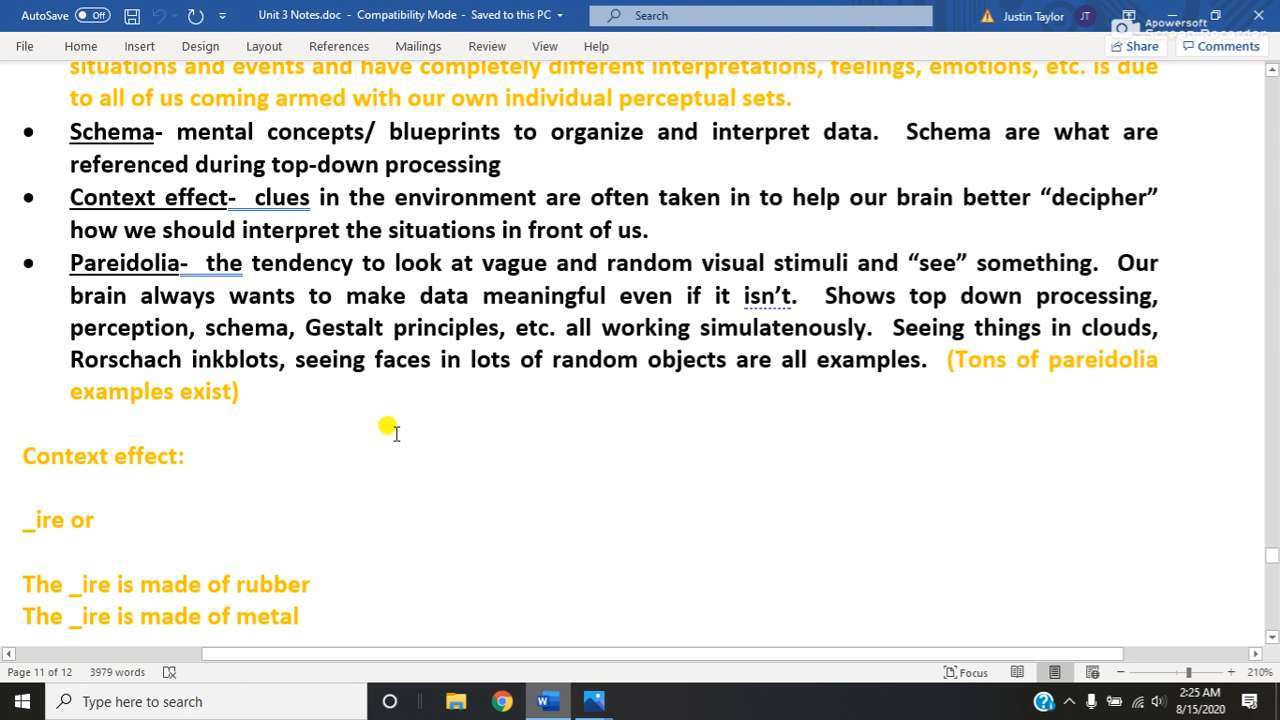 AutoSave Off
Unit 3 Notes.doc - Compatibility Mode - Saved to this PC
Search
Justin Taylor JT
Apowersoft
Screen Recorder
File Home Insert Design Layout References Mailings Review View Help
Share Comments
situations and events and have completely different interpretations, feelings, emotions, etc. is due
to all of us coming armed with our own individual perceptual sets.
• Schema- mental concepts/ blueprints to organize and interpret data. Schema are what are
referenced during top-down processing
• Context effect- clues in the environment are often taken in to help our brain better “decipher”
how we should interpret the situations in front of us.
• Pareidolia- the tendency to look at vague and random visual stimuli and “see” something. Our
brain always wants to make data meaningful even if it isn’t. Shows top down processing,
perception, schema, Gestalt principles, etc. all working simulatenously. Seeing things in clouds,
Rorschach inkblots, seeing faces in lots of random objects are all examples. (Tons of pareidolia
examples exist)
Context effect:
_ire or
The _ire is made of rubber
The _ire is made of metal
Page 11 of 12 3979 words Focus 210%
Type here to search
2:25 AM
8/15/2020